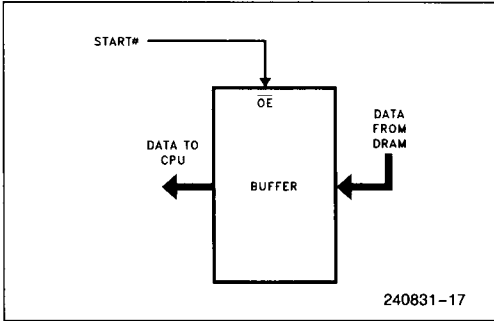 START#
OE
DATA
FROM
DRAM
DATA TO
CPU
BUFFER
240831-17